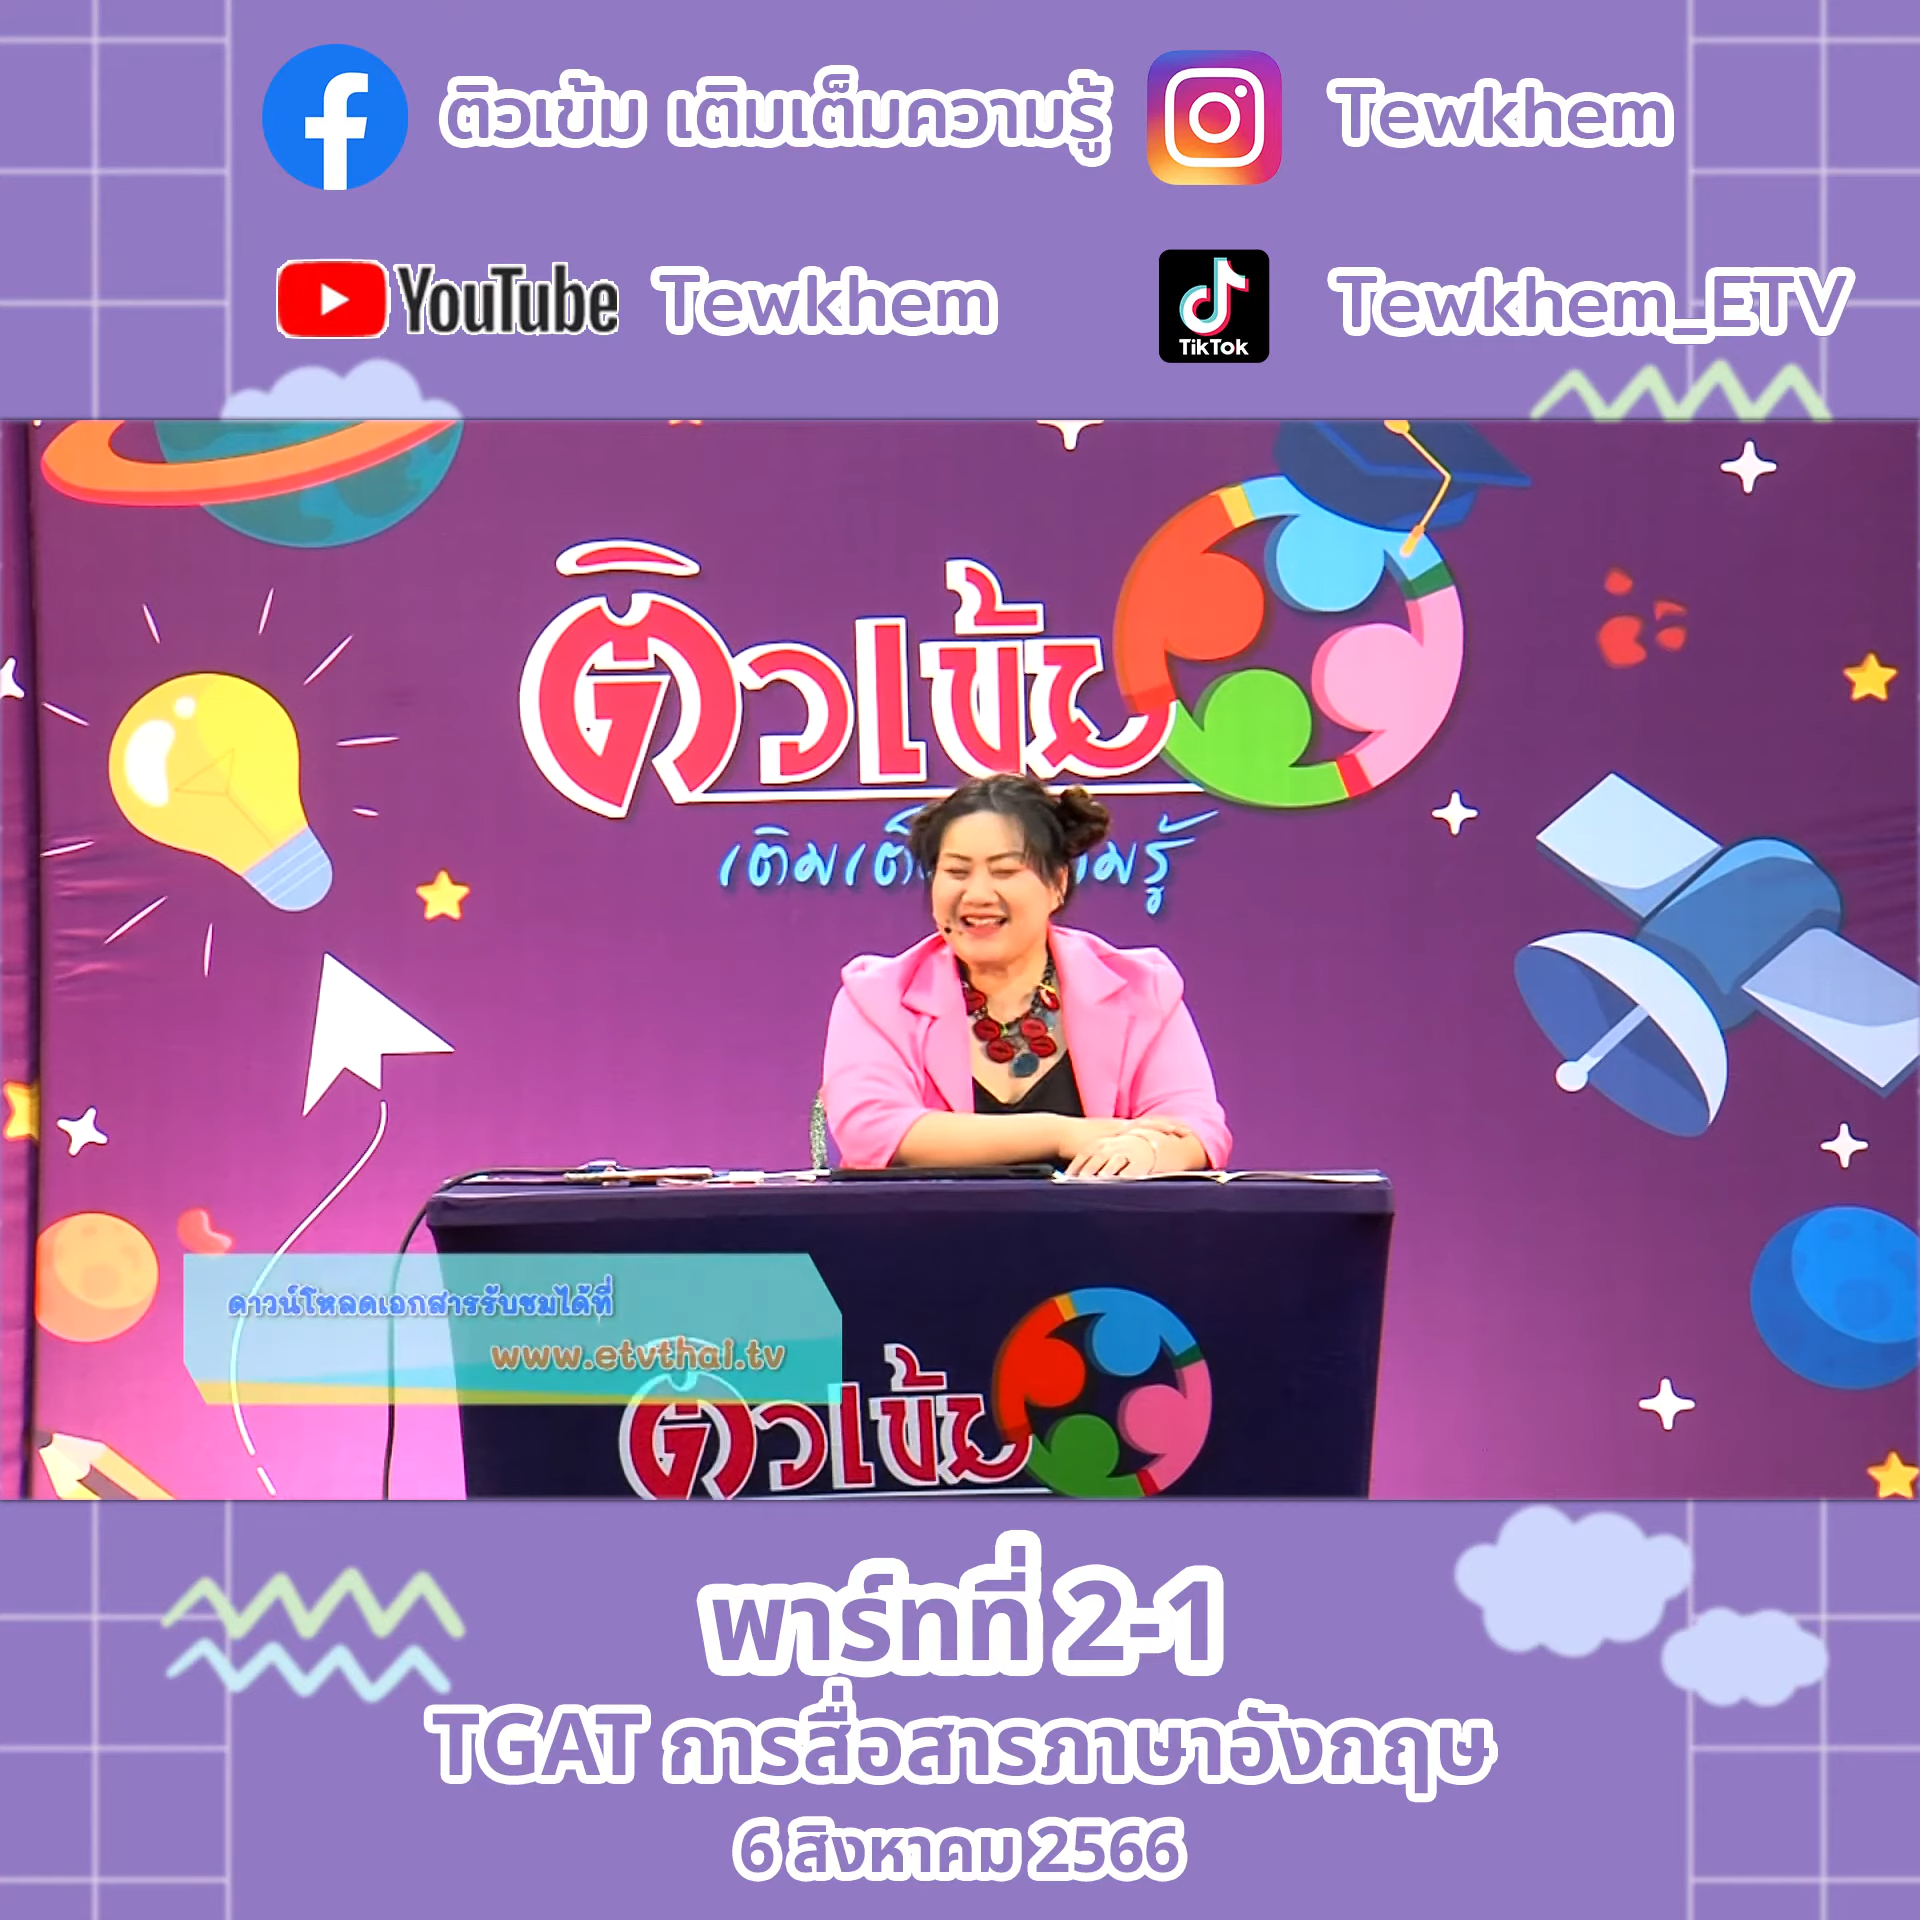 ติวเข้ม เติมเต็มความรู้
Tewkhem
YouTube Tewkhem
TikTok
Tewkhem_ETV
ติวเข้ม
ดาวน์โหลดเอกสารรับชมได้ที่
www.etvthai.tv
ติวเข้ม
พาร์ทที่ 2-1
TGAT การสื่อสารภาษาอังกฤษ
6 สิงหาคม 2566